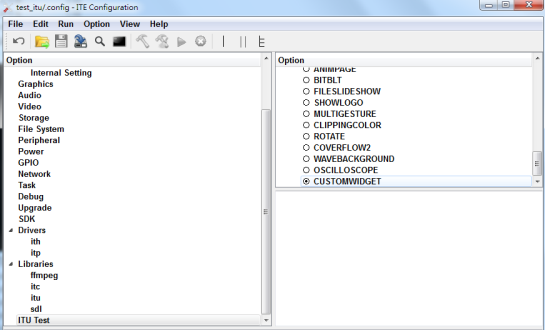 test_itu/.config - ITE Configuration
File Edit Run Option View Help
Option
Internal Setting
Graphics
Audio
Video
Storage
File System
Peripheral
Power
GPIO
Network
Task
Debug
Upgrade
SDK
Drivers
ith
itp
Libraries
ffmpeg
itc
itu
sdl
ITU Test
Option
ANIMPAGE
BITBLT
FILESLIDESHOW
SHOWLOGO
MULTIGESTURE
CLIPPINGCOLOR
ROTATE
COVERFLOW2
WAVEBACKGROUND
OSCILLOSCOPE
CUSTOMWIDGET